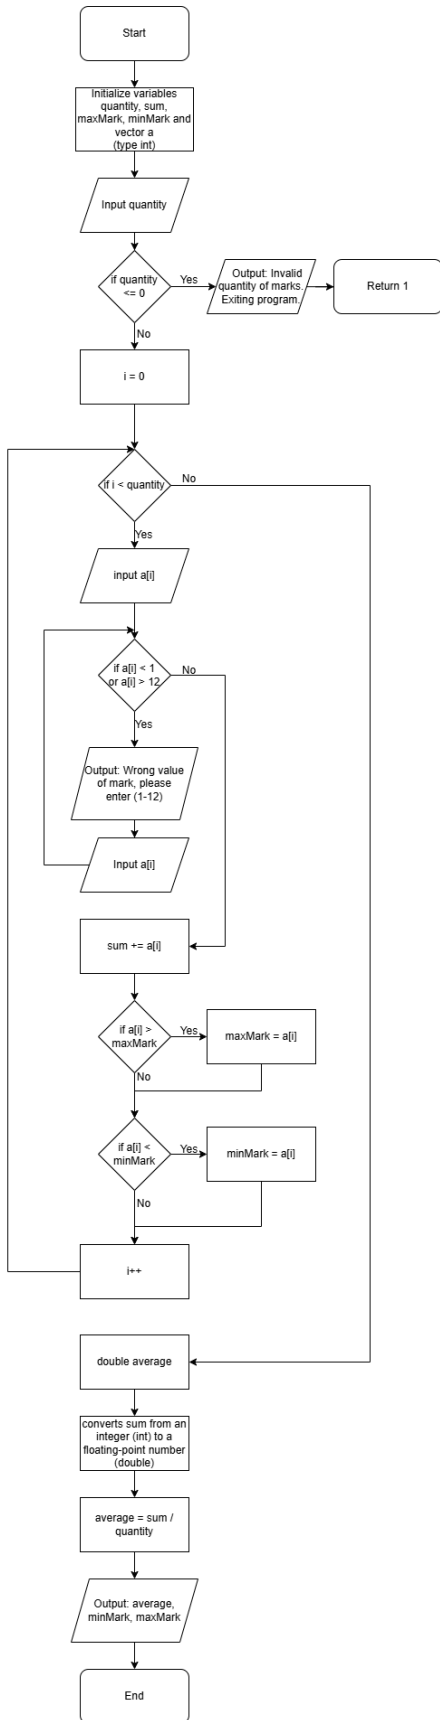 Start
Initialize variables
quantity, sum,
maxMark, minMark and
vector a
(type int)
Input quantity
if quantity
<= 0
Yes
Output: Invalid
quantity of marks.
Exiting program.
Return 1
No
i = 0
if i < quantity
No
Yes
input a[i]
if a[i] < 1
or a[i] > 12
No
Yes
Output: Wrong value
of mark, please
enter (1-12)
Input a[i]
sum += a[i]
if a[i] >
maxMark
Yes
maxMark = a[i]
No
if a[i] <
minMark
Yes
minMark = a[i]
No
i++
double average
converts sum from an
integer (int) to a
floating-point number
(double)
average = sum /
quantity
Output: average,
minMark, maxMark
End